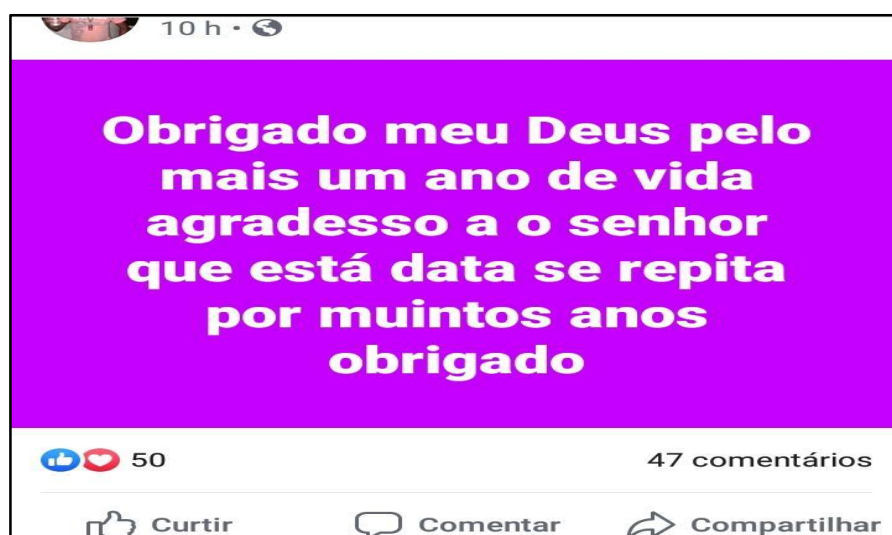 10 h
Obrigado meu Deus pelo
mais um ano de vida
agradesso a o senhor
que está data se repita
por muintos anos
obrigado
50 47 comentários
Curtir Comentar Compartilhar